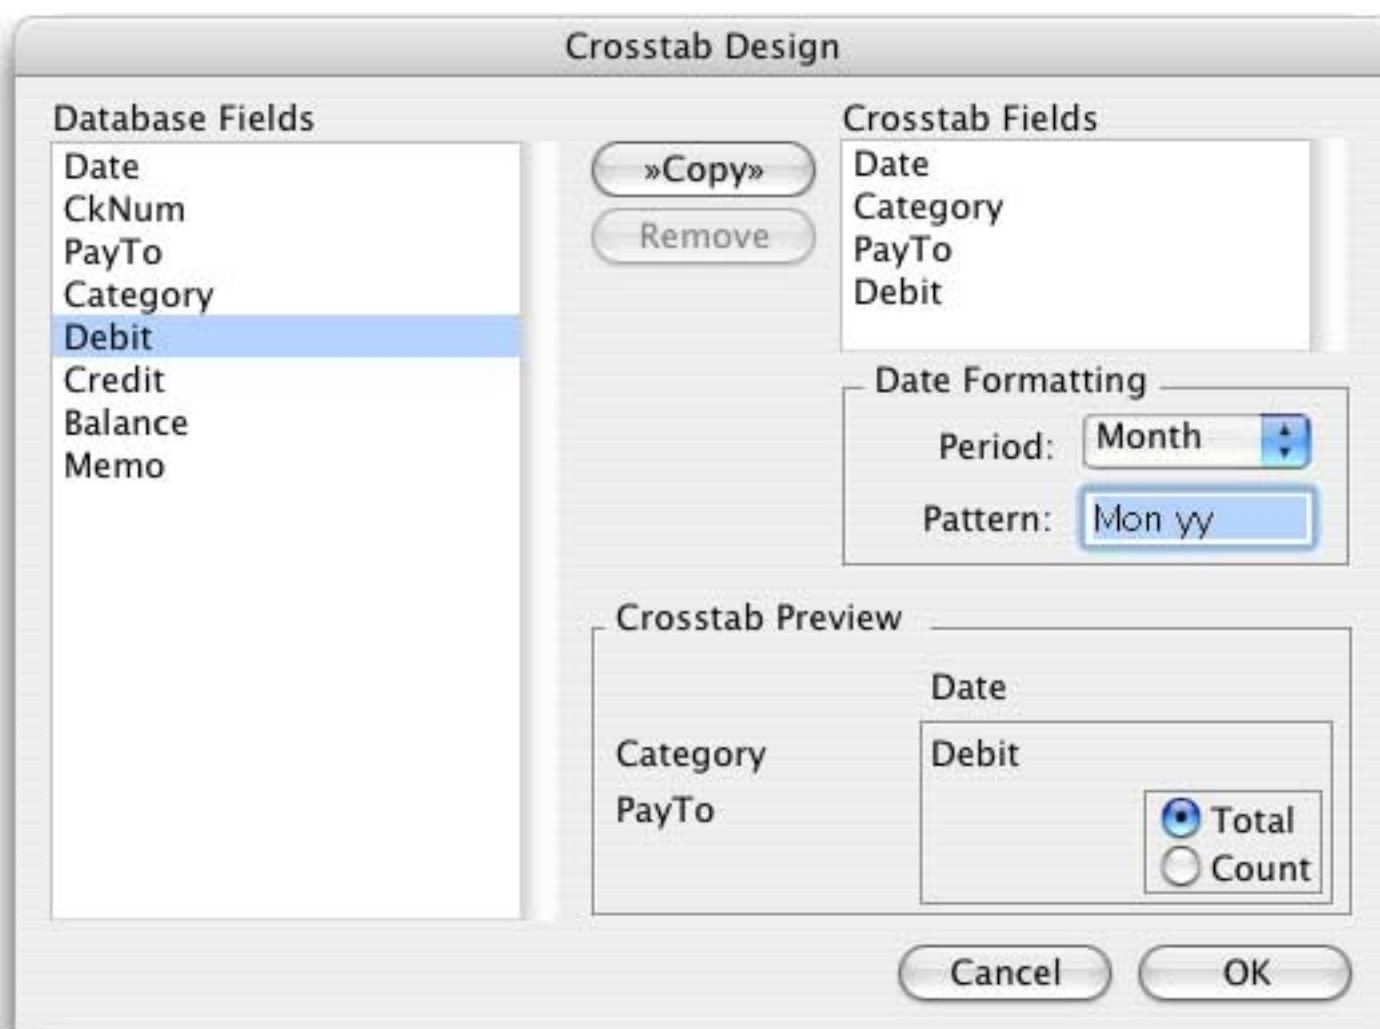 Crosstab Design
Database Fields
Date
CkNum
PayTo
Category
Debit
Credit
Balance
Memo
»Copy»
Remove
Crosstab Fields
Date
Category
PayTo
Debit
Date Formatting
Period: Month
Pattern: Mon yy
Crosstab Preview
Date
Category Debit
PayTo
Total
Count
Cancel OK